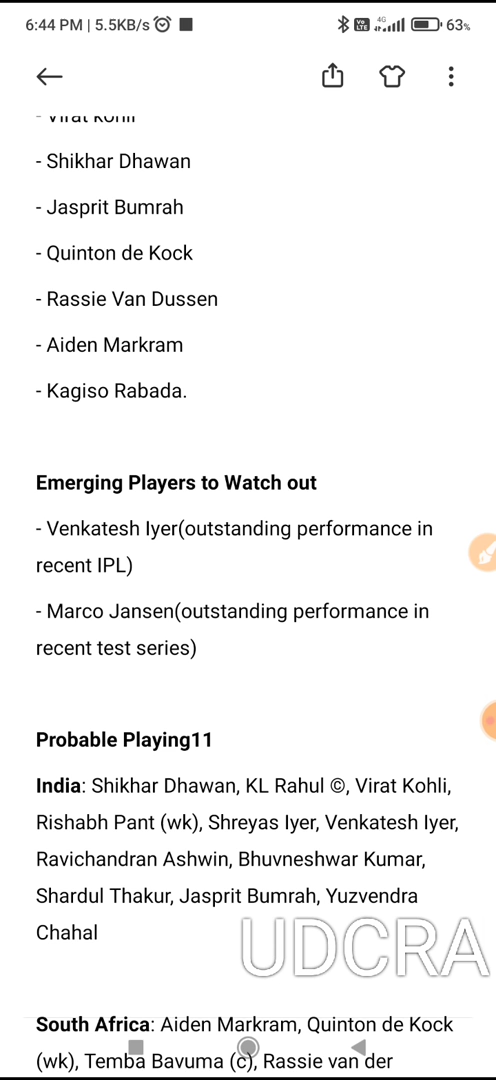 6:44 PM | 5.5KB/s
4G
63%
- Virat Kohli
- Shikhar Dhawan
- Jasprit Bumrah
- Quinton de Kock
- Rassie Van Dussen
- Aiden Markram
- Kagiso Rabada.
Emerging Players to Watch out
- Venkatesh Iyer(outstanding performance in
recent IPL)
- Marco Jansen(outstanding performance in
recent test series)
Probable Playing11
India: Shikhar Dhawan, KL Rahul ©, Virat Kohli,
Rishabh Pant (wk), Shreyas Iyer, Venkatesh Iyer,
Ravichandran Ashwin, Bhuvneshwar Kumar,
Shardul Thakur, Jasprit Bumrah, Yuzvendra
Chahal
UDCRA
South Africa: Aiden Markram, Quinton de Kock
(wk), Temba Bavuma (c), Rassie van der